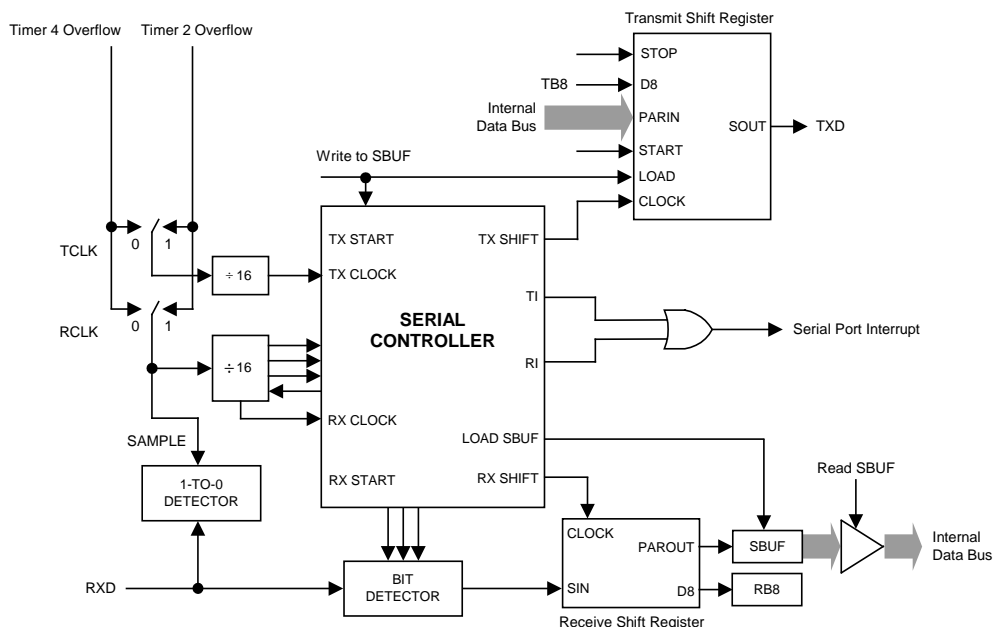 Timer 4 Overflow
Timer 2 Overflow
Transmit Shift Register
STOP
TB8
D8
Internal
Data Bus
PARIN
SOUT
TXD
START
Write to SBUF
LOAD
CLOCK
TCLK
0
1
TX START
TX SHIFT
÷ 16
TX CLOCK
TI
RCLK
0
1
SERIAL
CONTROLLER
Serial Port Interrupt
÷ 16
RI
RX CLOCK
SAMPLE
LOAD SBUF
1-TO-0
DETECTOR
RX START
RX SHIFT
Read SBUF
CLOCK
PAROUT
SBUF
Internal
Data Bus
RXD
BIT
DETECTOR
SIN
D8
RB8
Receive Shift Register